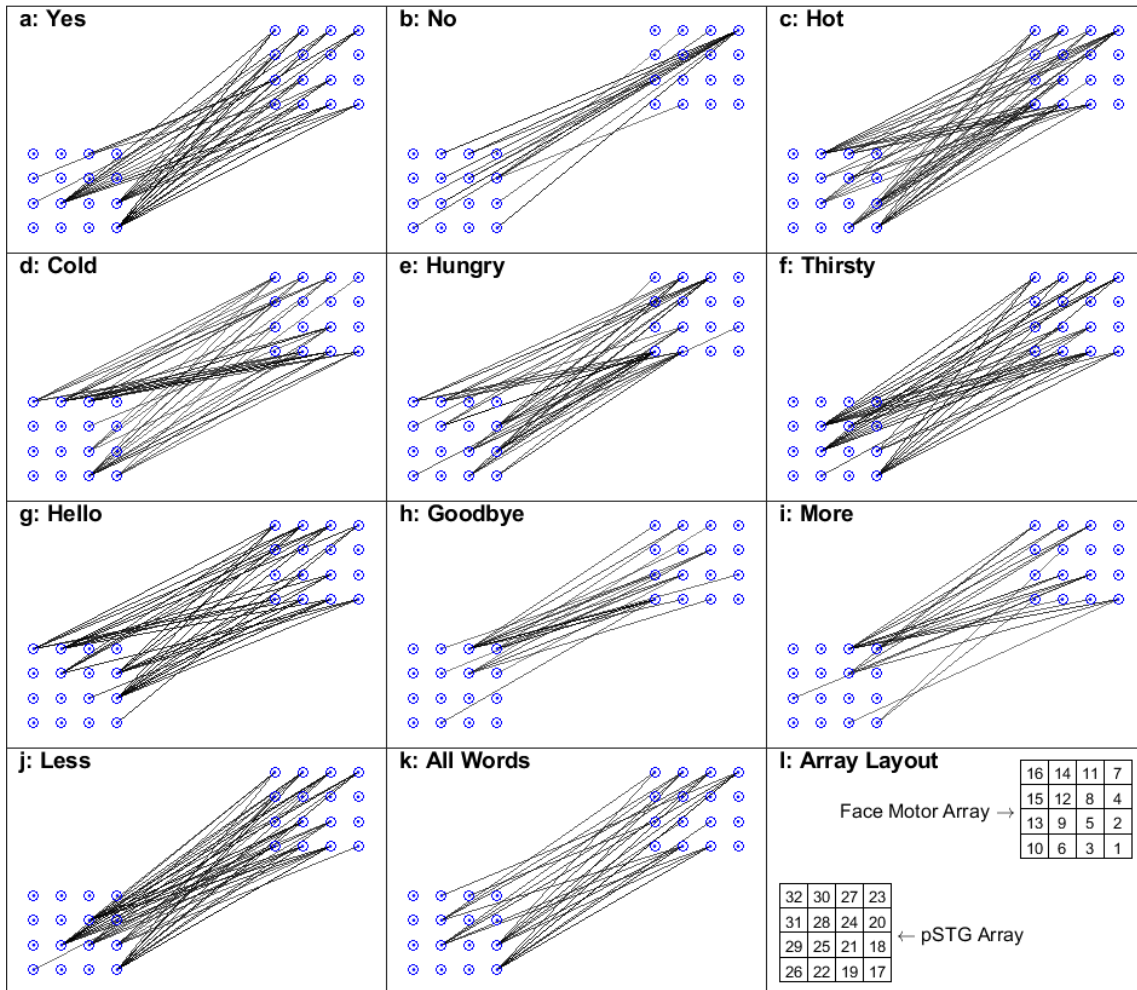 a: Yes
b: No
c: Hot
d: Cold
e: Hungry
f: Thirsty
g: Hello
h: Goodbye
i: More
j: Less
k: All Words
l: Array Layout
Face Motor Array →
16 14 11 7
15 12 8 4
13 9 5 2
10 6 3 1
32 30 27 23
31 28 24 20
29 25 21 18
26 22 19 17
← pSTG Array